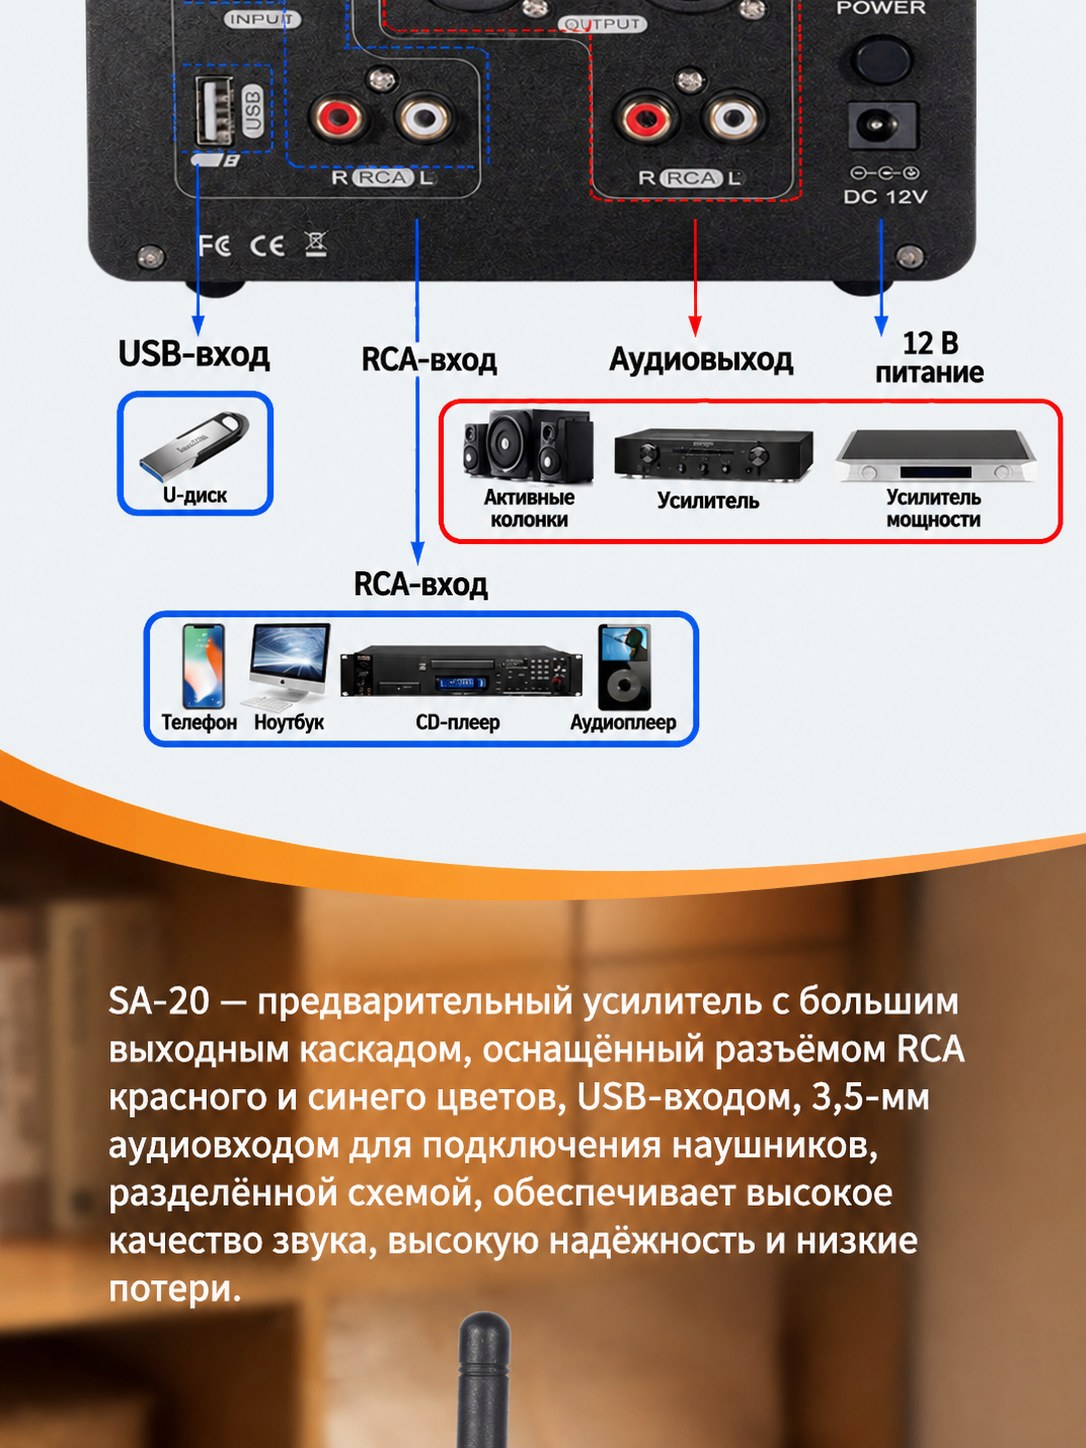 POWER
INPUT
OUTPUT
USB
R RCA L
R RCA L
DC 12V
FC CE
USB-вход
RCA-вход
Аудиовыход
12 В
питание
U-диск
Активные
колонки
Усилитель
Усилитель
мощности
RCA-вход
Телефон
Ноутбук
CD-плеер
Аудиоплеер
SA-20 — предварительный усилитель с большим
выходным каскадом, оснащённый разъёмом RCA
красного и синего цветов, USB-входом, 3,5-мм
аудиовходом для подключения наушников,
разделённой схемой, обеспечивает высокое
качество звука, высокую надёжность и низкие
потери.